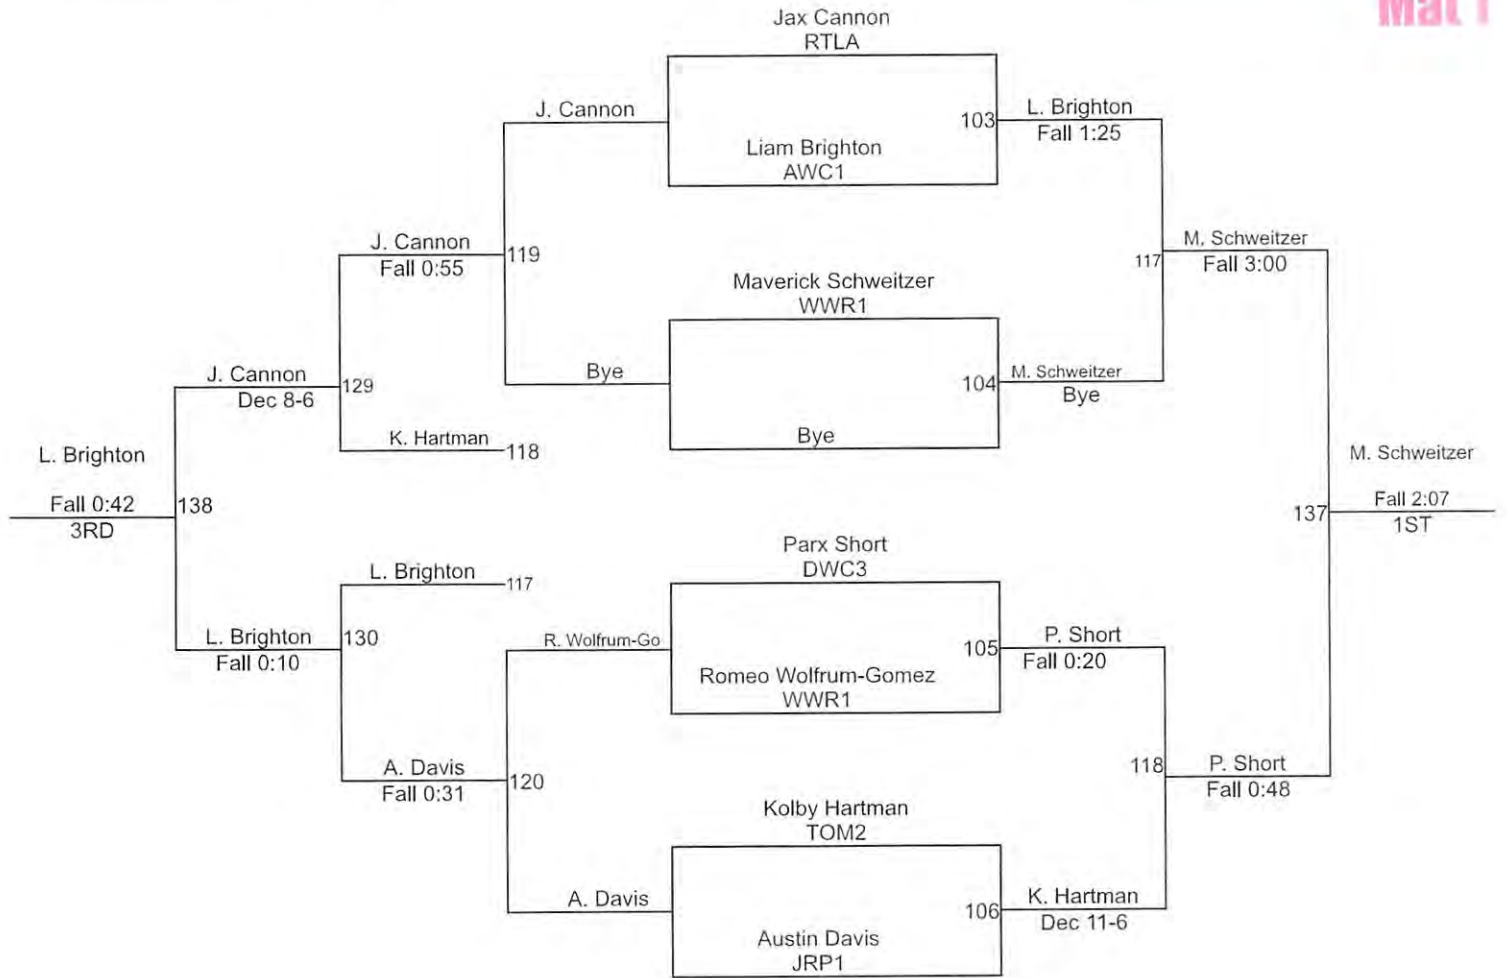 Mat 1
Jax Cannon
RTLA
J. Cannon
103
L. Brighton
Fall 1:25
Liam Brighton
AWC1
J. Cannon
Fall 0:55
119
M. Schweitzer
Fall 3:00
117
Maverick Schweitzer
WWR1
J. Cannon
Dec 8-6
129
Bye
104
M. Schweitzer
Bye
K. Hartman
118
Bye
L. Brighton
Fall 0:42
3RD
138
M. Schweitzer
Fall 2:07
1ST
137
Parx Short
DWC3
L. Brighton
117
L. Brighton
Fall 0:10
130
R. Wolfrum-Go
105
P. Short
Fall 0:20
Romeo Wolfrum-Gomez
WWR1
A. Davis
Fall 0:31
120
118
P. Short
Fall 0:48
Kolby Hartman
TOM2
A. Davis
106
K. Hartman
Dec 11-6
Austin Davis
JRP1